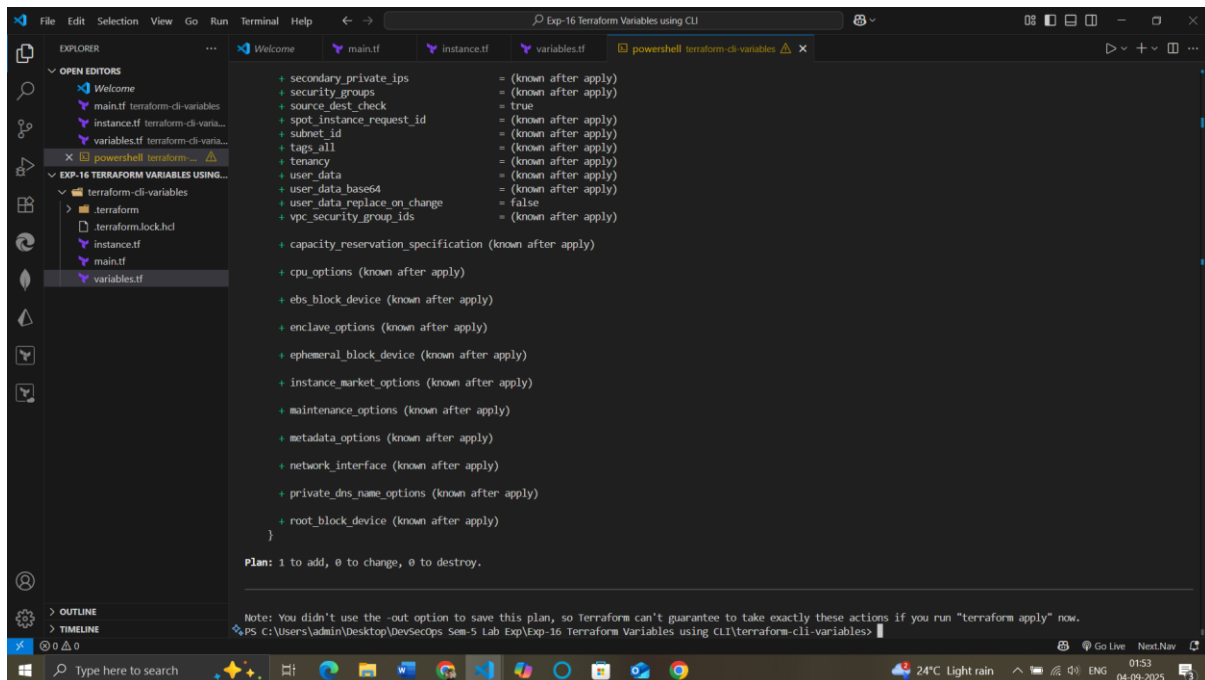 File Edit Selection View Go Run Terminal Help
Exp-16 Terraform Variables using CLI
EXPLORER
OPEN EDITORS
Welcome
main.tf terraform-cli-variables
instance.tf terraform-cli-varia...
variables.tf terraform-cli-varia...
powershell terraform-...
EXP-16 TERRAFORM VARIABLES USING...
terraform-cli-variables
.terraform
.terraform.lock.hcl
instance.tf
main.tf
variables.tf
OUTLINE
TIMELINE
Welcome main.tf instance.tf variables.tf powershell terraform-cli-variables
+ secondary_private_ips = (known after apply)
+ security_groups = (known after apply)
+ source_dest_check = true
+ spot_instance_request_id = (known after apply)
+ subnet_id = (known after apply)
+ tags_all = (known after apply)
+ tenancy = (known after apply)
+ user_data = (known after apply)
+ user_data_base64 = (known after apply)
+ user_data_replace_on_change = false
+ vpc_security_group_ids = (known after apply)
+ capacity_reservation_specification (known after apply)
+ cpu_options (known after apply)
+ ebs_block_device (known after apply)
+ enclave_options (known after apply)
+ ephemeral_block_device (known after apply)
+ instance_market_options (known after apply)
+ maintenance_options (known after apply)
+ metadata_options (known after apply)
+ network_interface (known after apply)
+ private_dns_name_options (known after apply)
+ root_block_device (known after apply)
}
Plan: 1 to add, 0 to change, 0 to destroy.
Note: You didn't use the -out option to save this plan, so Terraform can't guarantee to take exactly these actions if you run "terraform apply" now.
PS C:\Users\admin\Desktop\DevSecOps Sem-5 Lab Exp\Exp-16 Terraform Variables using CLI\terraform-cli-variables>
0 0 Go Live Next.Nav
Type here to search 24°C Light rain ENG 01:53
04-09-2025